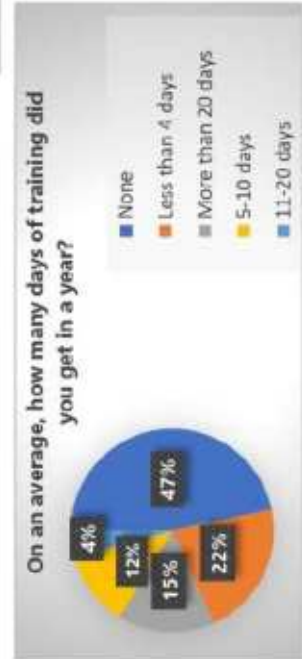 On an average, how many days of training did
you get in a year?
4%
12%
15%
22%
47%
None
Less than 4 days
More than 20 days
5-10 days
11-20 days